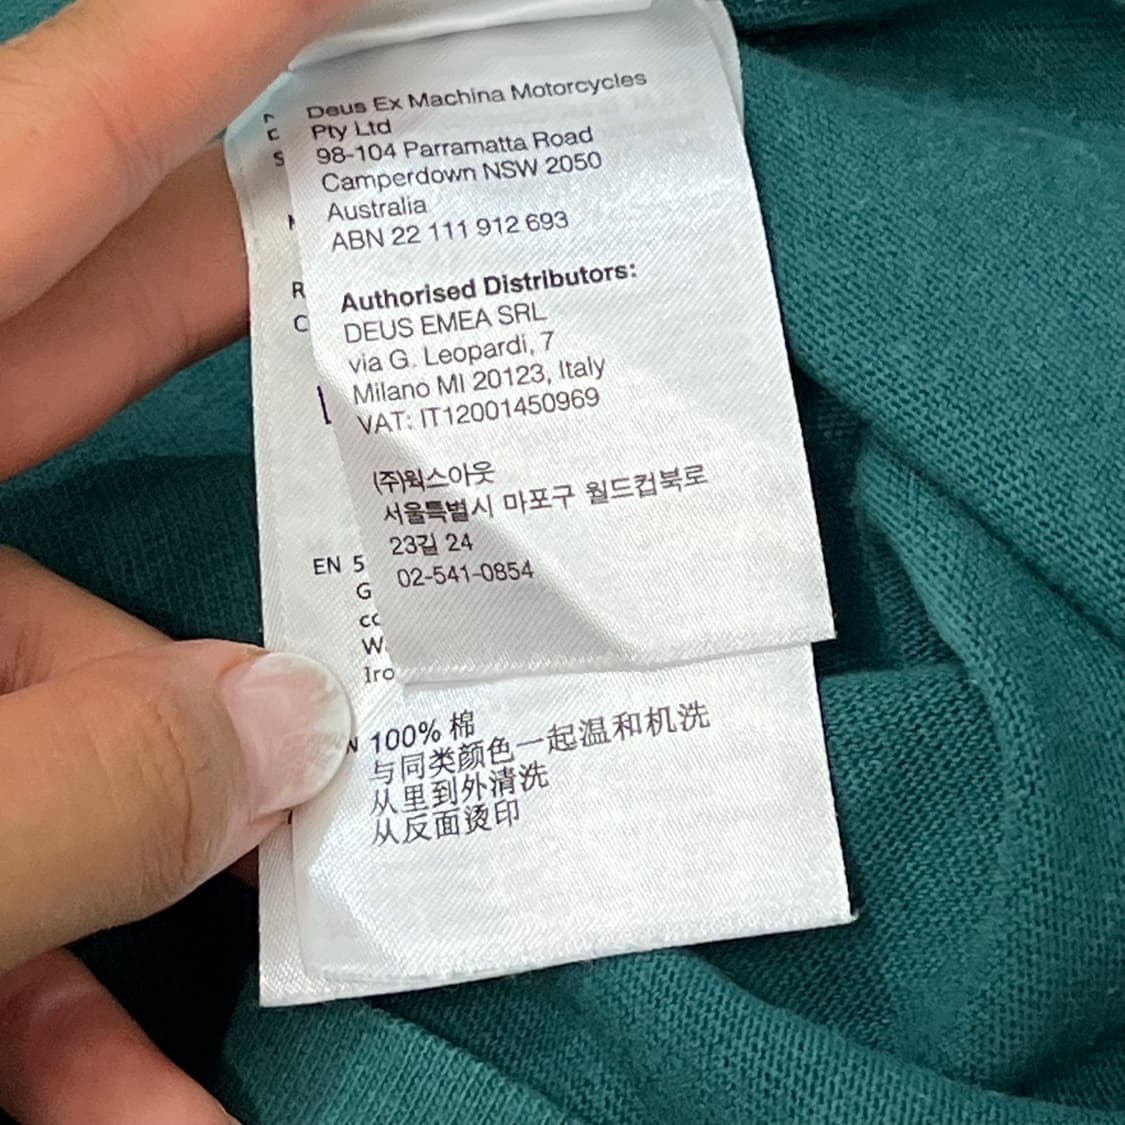 Deus Ex Machina Motorcycles
Pty Ltd
98-104 Parramatta Road
Camperdown NSW 2050
Australia
ABN 22 111 912 693
Authorised Distributors:
DEUS EMEA SRL
via G. Leopardi, 7
Milano MI 20123, Italy
VAT: IT12001450969
(주)웍스아웃
서울특별시 마포구 월드컵북로
23길 24
02-541-0854
R
C
EN 5
G
cc
W
Iro
100% 棉
与同类颜色一起温和机洗
从里到外清洗
从反面烫印